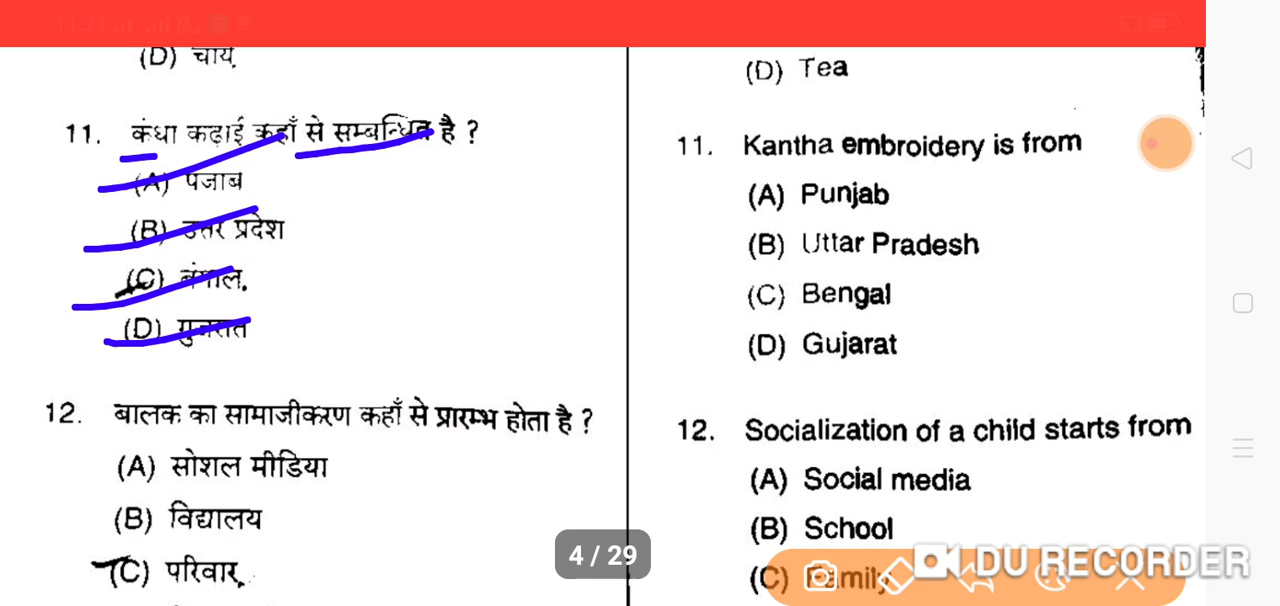 (D) चाय.
11. कंधा कढ़ाई कहाँ से सम्बन्धित है ?
(A) पंजाब
(B) उत्तर प्रदेश
(C) बंगाल.
(D) गुजरात
12. बालक का सामाजीकरण कहाँ से प्रारम्भ होता है ?
(A) सोशल मीडिया
(B) विद्यालय
(C) परिवार.
(D) Tea
11. Kantha embroidery is from
(A) Punjab
(B) Uttar Pradesh
(C) Bengal
(D) Gujarat
12. Socialization of a child starts from
(A) Social media
(B) School
(C) Family
4 / 29
DU RECORDER